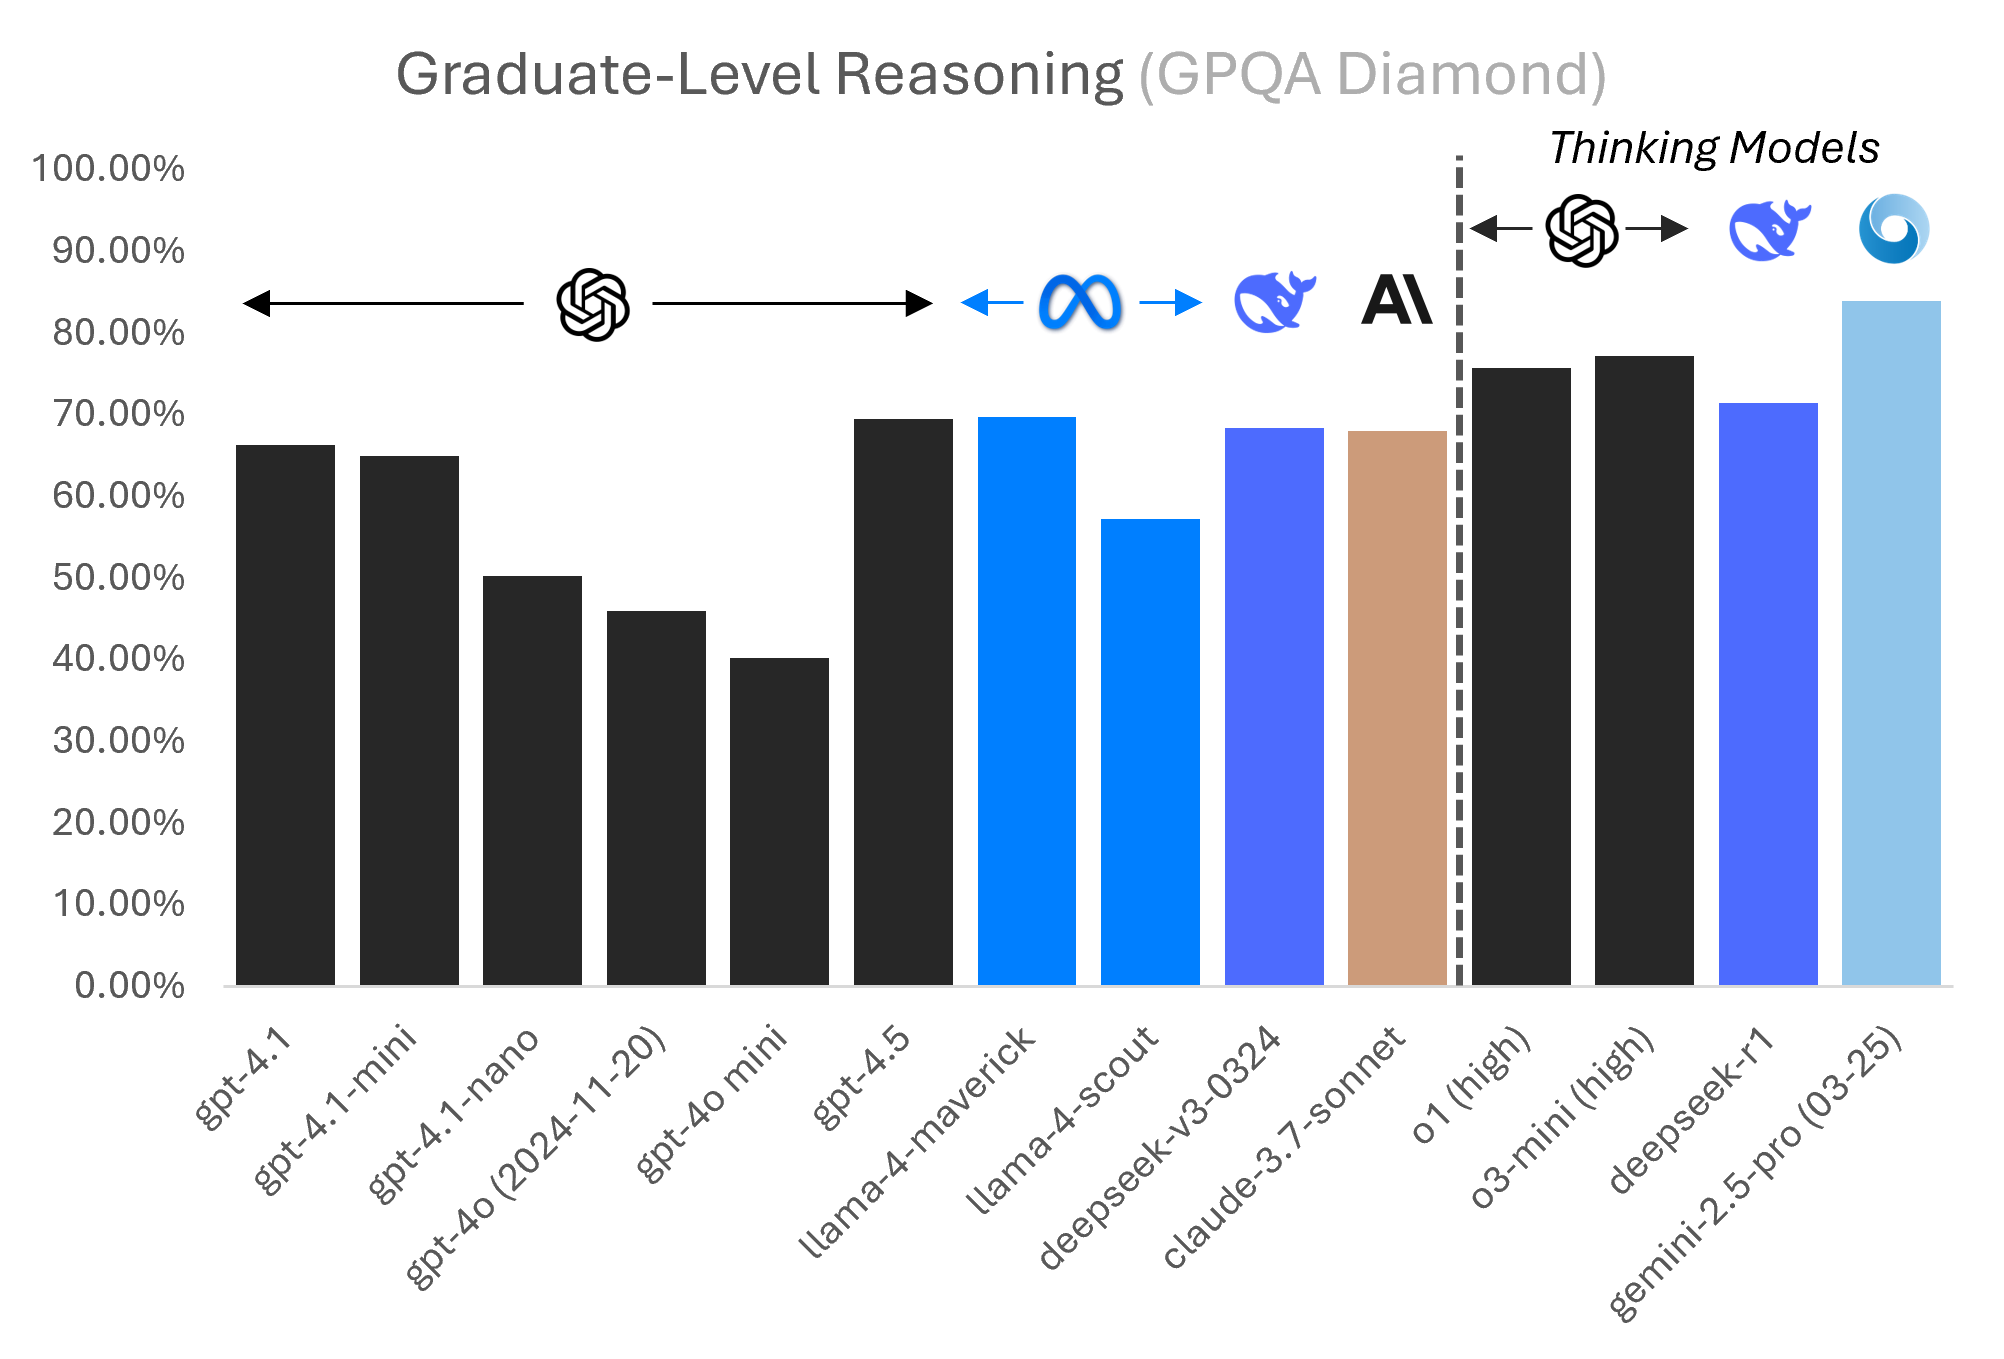 Graduate-Level Reasoning (GPQA Diamond)
Thinking Models
100.00%
90.00%
80.00%
70.00%
60.00%
50.00%
40.00%
30.00%
20.00%
10.00%
0.00%
gpt-4.1
gpt-4.1-mini
gpt-4.1-nano
gpt-4o (2024-11-20)
gpt-4o mini
gpt-4.5
llama-4-maverick
llama-4-scout
deepseek-v3-0324
claude-3.7-sonnet
o1 (high)
o3-mini (high)
deepseek-r1
gemini-2.5-pro (03-25)